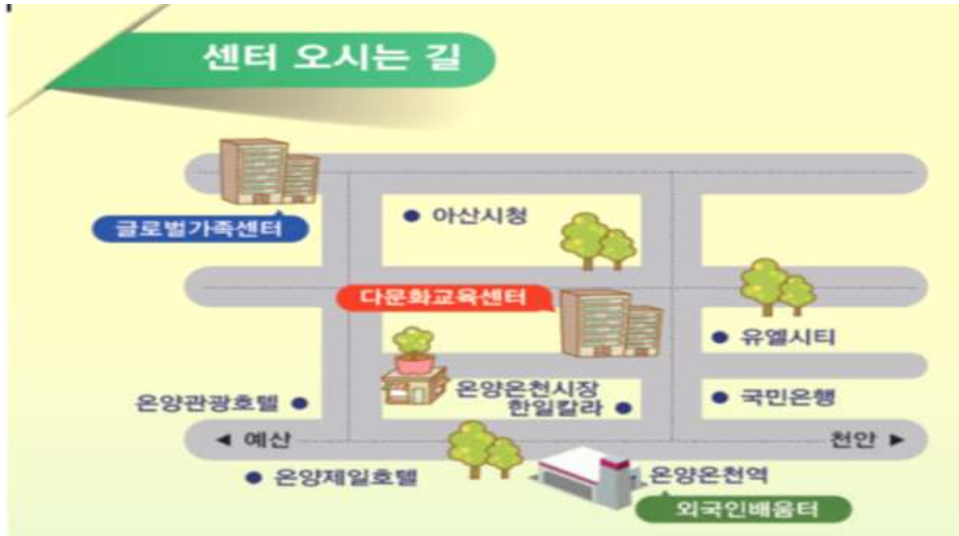 센터 오시는 길
글로벌가족센터
아산시청
다문화교육센터
유엘시티
온양온천시장
한일칼라
온양관광호텔
국민은행
◀ 예산
천안 ▶
온양제일호텔
온양온천역
외국인배움터